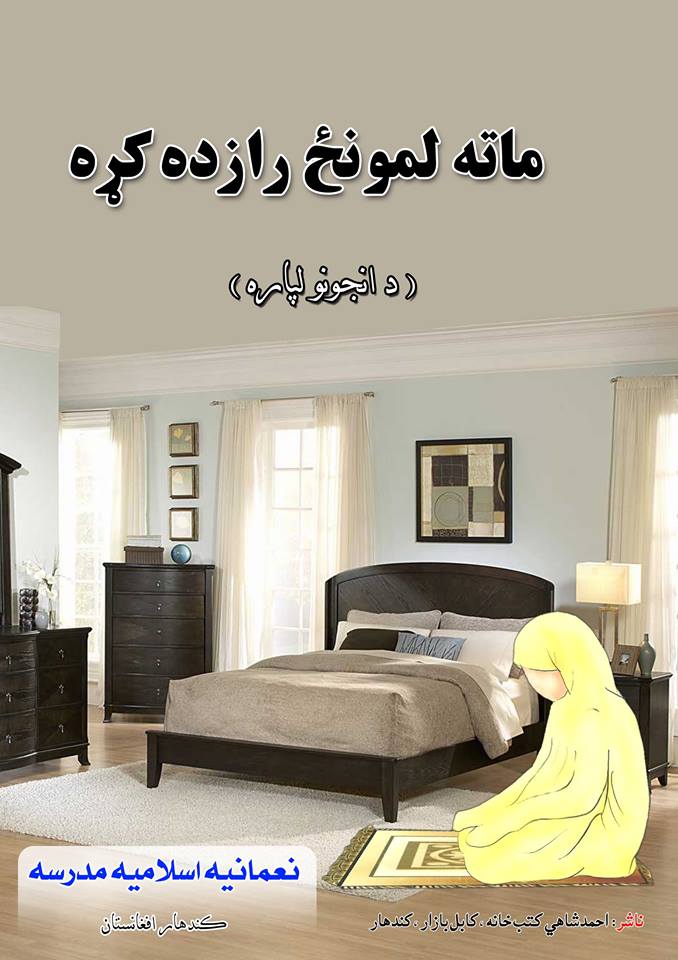 ماته لمونځ رازده کړه
( د انجونو لپاره )
نعمانیه اسلامیه مدرسه
کندهار افغانستان
ناشر: احمدشاهي کتب خانه ، کابل بازار ، کندهار